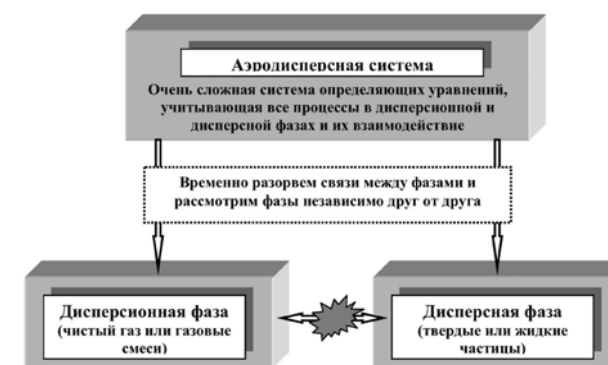 Аэродисперсная система
Очень сложная система определяющих уравнений,
учитывающая все процессы в дисперсионной и
дисперсной фазах и их взаимодействие
Временно разорвем связи между фазами и
рассмотрим фазы независимо друг от друга
Дисперсионная фаза
(чистый газ или газовые
смеси)
Дисперсная фаза
(твердые или жидкие
частицы)